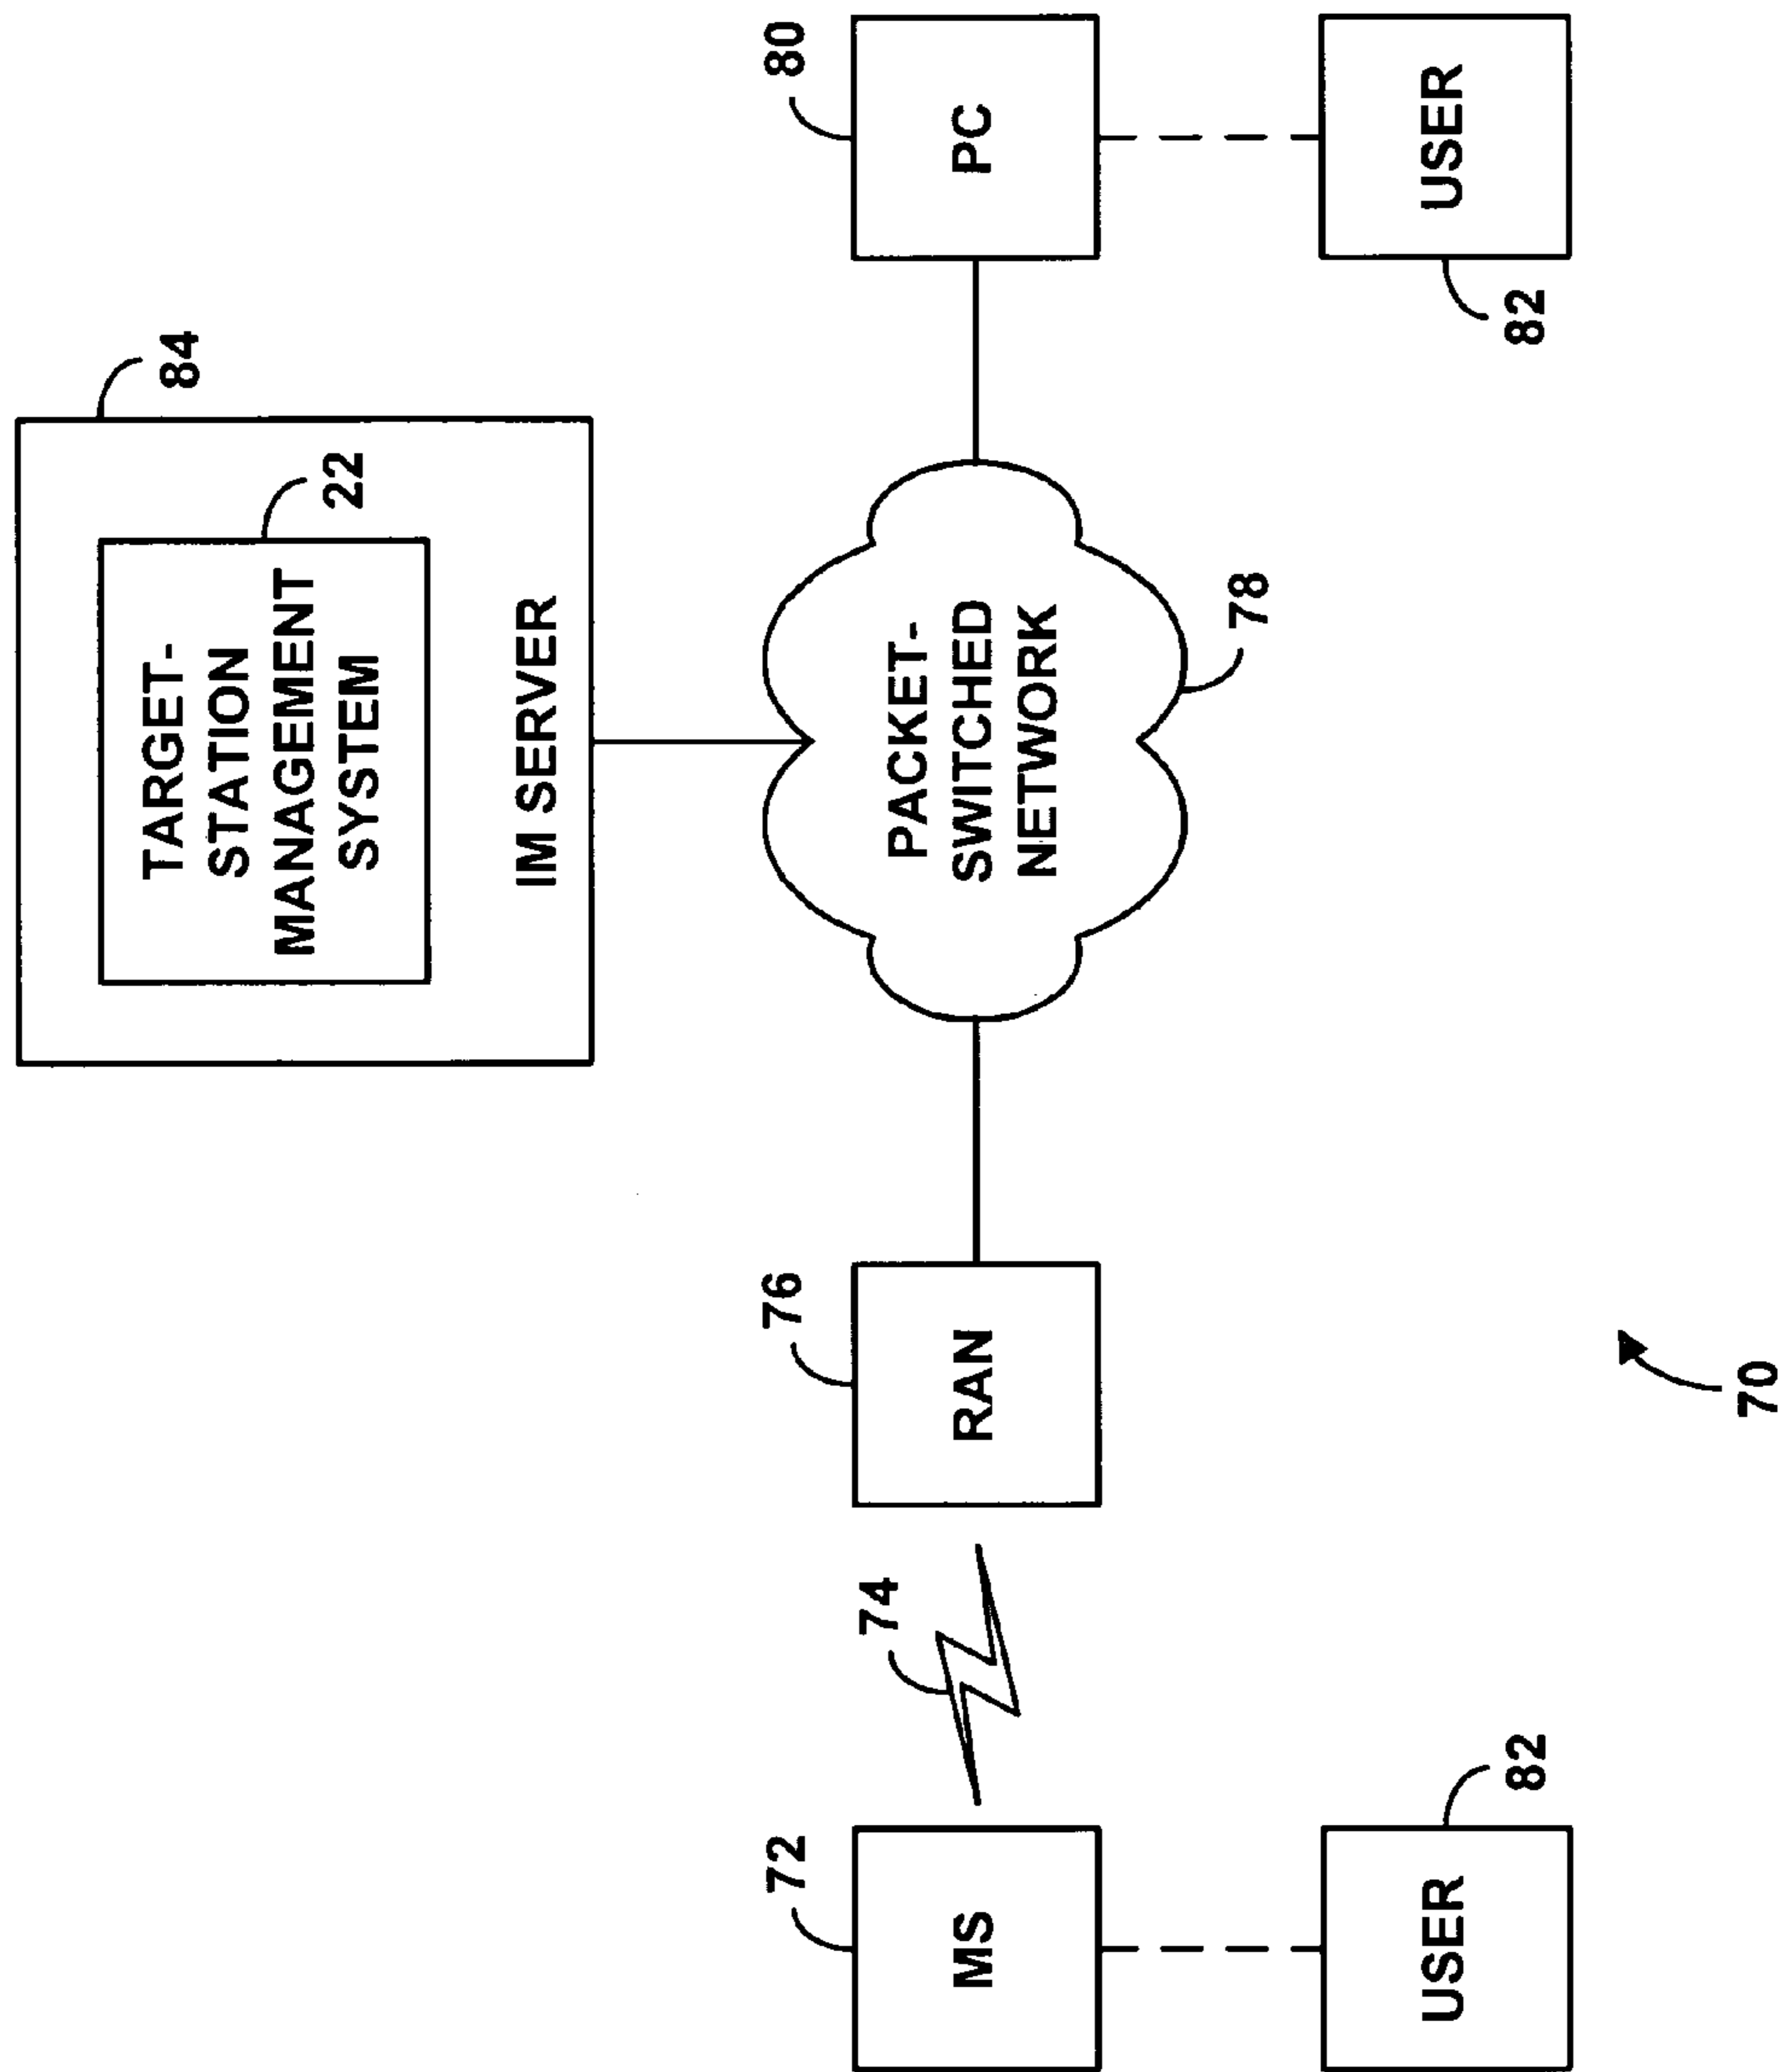 84
TARGET-
STATION
MANAGEMENT
SYSTEM
22
IM SERVER
72
MS
74
76
RAN
PACKET-
SWITCHED
NETWORK
78
80
PC
USER
82
USER
82
70